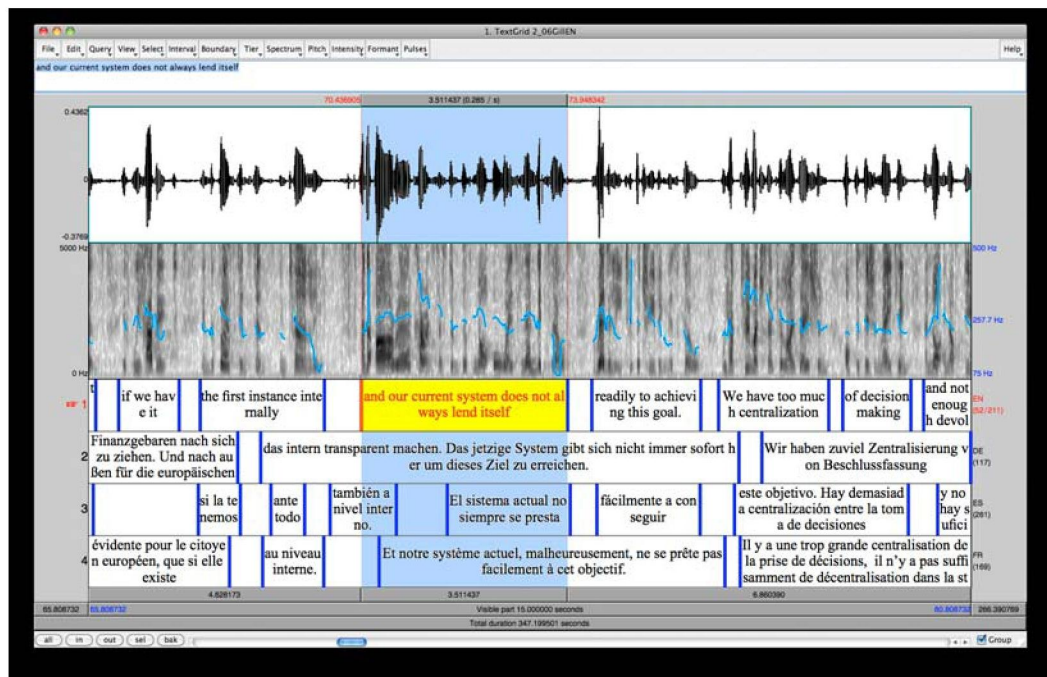 1. TextGrid 2_06GillEN
File Edit Query View Select Interval Boundary Tier Spectrum Pitch Intensity Formant Pulses Help
and our current system does not always lend itself
70.436905 3.511437 (0.285 / s) 73.948342
0.4362
0
-0.3769
5000 Hz 500 Hz
257.7 Hz
0 Hz 75 Hz
1
t
if we hav
e it
the first instance inte
rnally
and our current system does not al
ways lend itself
readily to achievi
ng this goal.
We have too muc
h centralization
of decision
making
and not
enoug
h devol
EN
(52/211)
2
Finanzgebaren nach sich
zu ziehen. Und nach au
ßen für die europäischen
das intern transparent machen. Das jetzige System gibt sich nicht immer sofort h
er um dieses Ziel zu erreichen.
Wir haben zuviel Zentralisierung v
on Beschlussfassung
DE
(117)
3
si la te
nemos
ante
todo
también a
nivel inter
no.
El sistema actual no
siempre se presta
fácilmente a con
seguir
este objetivo. Hay demasiad
a centralización entre la tom
a de decisiones
y no
hay s
ufici
ES
(281)
4
évidente pour le citoye
n européen, que si elle
existe
au niveau
interne.
Et notre système actuel, malheureusement, ne se prête pas
facilement à cet objectif.
Il y a une trop grande centralisation de
la prise de décisions, il n'y a pas suffi
samment de décentralisation dans la st
FR
(169)
4.628173 3.511437 6.860390
65.808732 65.808732 Visible part 15.000000 seconds 80.808732 266.390769
Total duration 347.199501 seconds
all in out sel bak Group